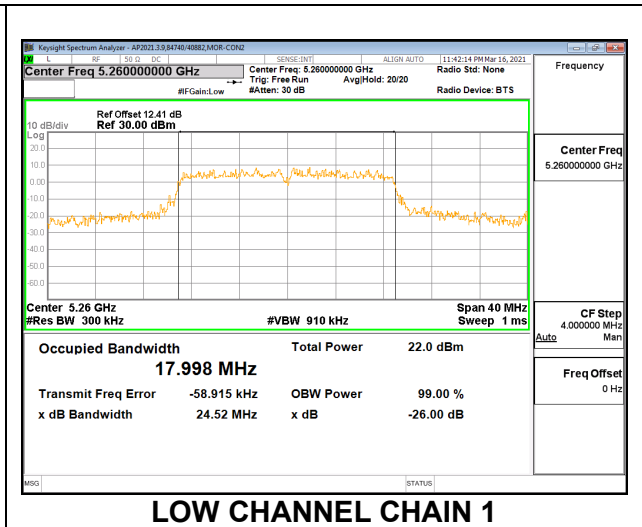 Keysight Spectrum Analyzer - AP2021.3.9,84740/40882,MOR-CON2
L RF 50 Ω DC SENSE:INT ALIGN AUTO 11:42:14 PM Mar 16, 2021
Center Freq 5.260000000 GHz
Center Freq: 5.260000000 GHz
Radio Std: None
Trig: Free Run Avg|Hold: 20/20
#IFGain:Low #Atten: 30 dB Radio Device: BTS
Frequency
Ref Offset 12.41 dB
10 dB/div Ref 30.00 dBm
Log
20.0
10.0
0.00
-10.0
-20.0
-30.0
-40.0
-50.0
-60.0
Center 5.26 GHz Span 40 MHz
#Res BW 300 kHz #VBW 910 kHz Sweep 1 ms
Center Freq
5.260000000 GHz
CF Step
4.000000 MHz
Auto Man
Freq Offset
0 Hz
Occupied Bandwidth Total Power 22.0 dBm
17.998 MHz
Transmit Freq Error -58.915 kHz OBW Power 99.00 %
x dB Bandwidth 24.52 MHz x dB -26.00 dB
MSG STATUS
LOW CHANNEL CHAIN 1